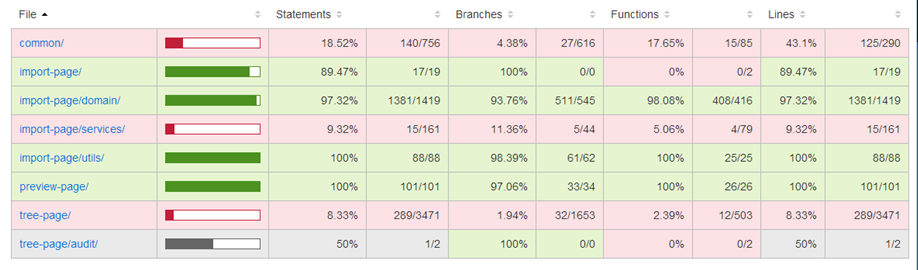 File Statements Branches Functions Lines
common/ 18.52% 140/756 4.38% 27/616 17.65% 15/85 43.1% 125/290
import-page/ 89.47% 17/19 100% 0/0 0% 0/2 89.47% 17/19
import-page/domain/ 97.32% 1381/1419 93.76% 511/545 98.08% 408/416 97.32% 1381/1419
import-page/services/ 9.32% 15/161 11.36% 5/44 5.06% 4/79 9.32% 15/161
import-page/utils/ 100% 88/88 98.39% 61/62 100% 25/25 100% 88/88
preview-page/ 100% 101/101 97.06% 33/34 100% 26/26 100% 101/101
tree-page/ 8.33% 289/3471 1.94% 32/1653 2.39% 12/503 8.33% 289/3471
tree-page/audit/ 50% 1/2 100% 0/0 0% 0/2 50% 1/2